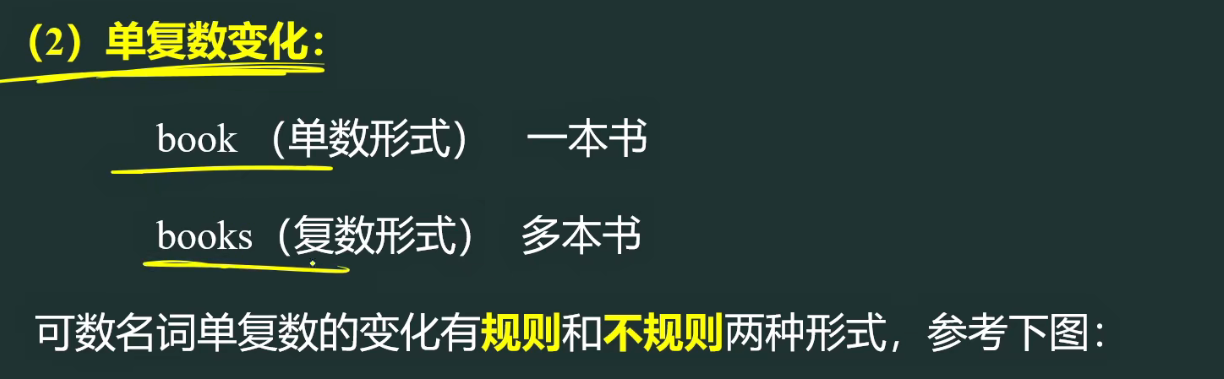 （2）单复数变化：
book （单数形式） 一本书
books（复数形式） 多本书
可数名词单复数的变化有规则和不规则两种形式，参考下图：